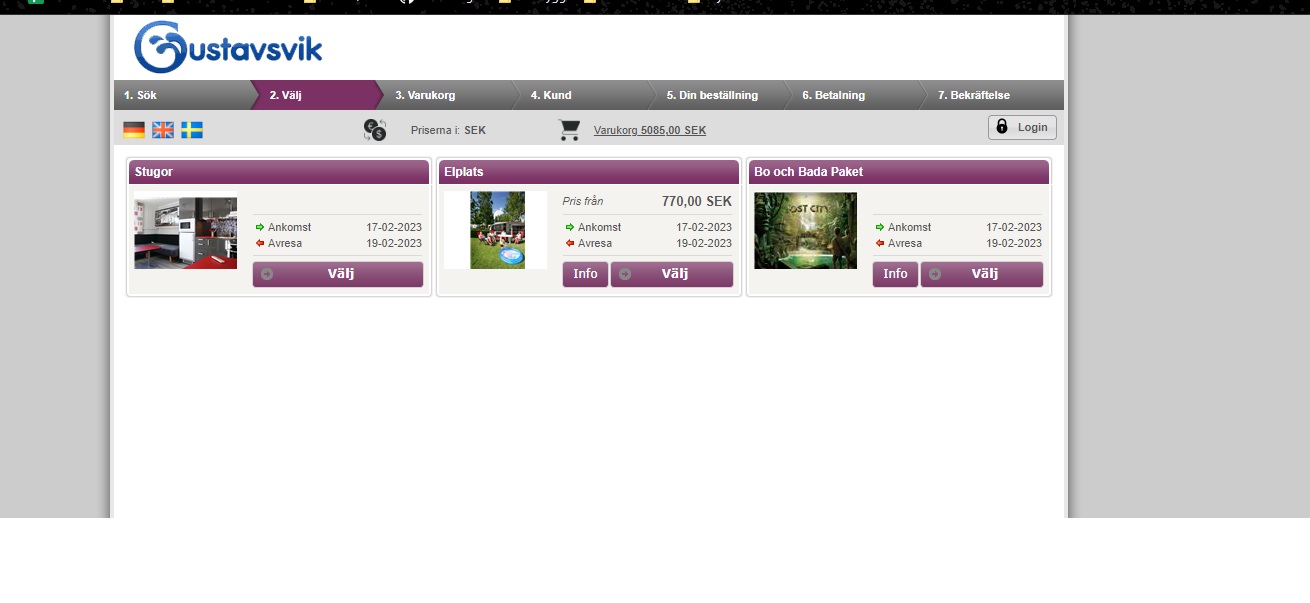 Gustavsvik
1. Sök
2. Välj
3. Varukorg
4. Kund
5. Din beställning
6. Betalning
7. Bekräftelse
Priserna i: SEK
Varukorg 5085,00 SEK
Login
Stugor
Ankomst 17-02-2023
Avresa 19-02-2023
Välj
Elplats
Pris från 770,00 SEK
Ankomst 17-02-2023
Avresa 19-02-2023
Info
Välj
Bo och Bada Paket
LOST CITY
Ankomst 17-02-2023
Avresa 19-02-2023
Info
Välj